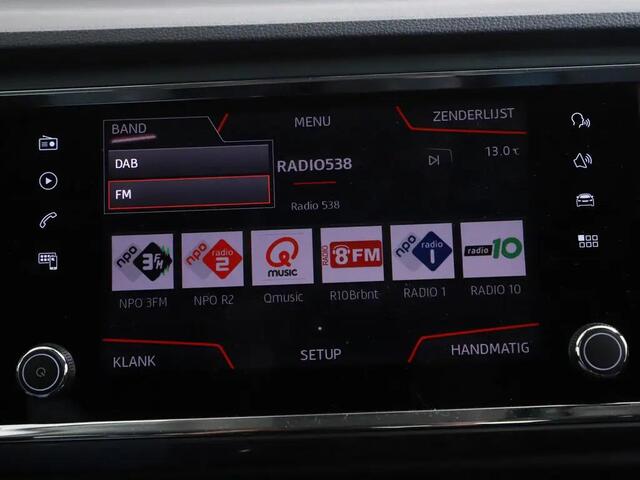 BAND
MENU
ZENDERLIJST
DAB
FM
RADIO538
13.0 °C
Radio 538
npo 3FM
npo radio 2
Q music
RADIO 8FM
npo radio 1
radio 10
NPO 3FM
NPO R2
Qmusic
R10Brbnt
RADIO 1
RADIO 10
KLANK
SETUP
HANDMATIG